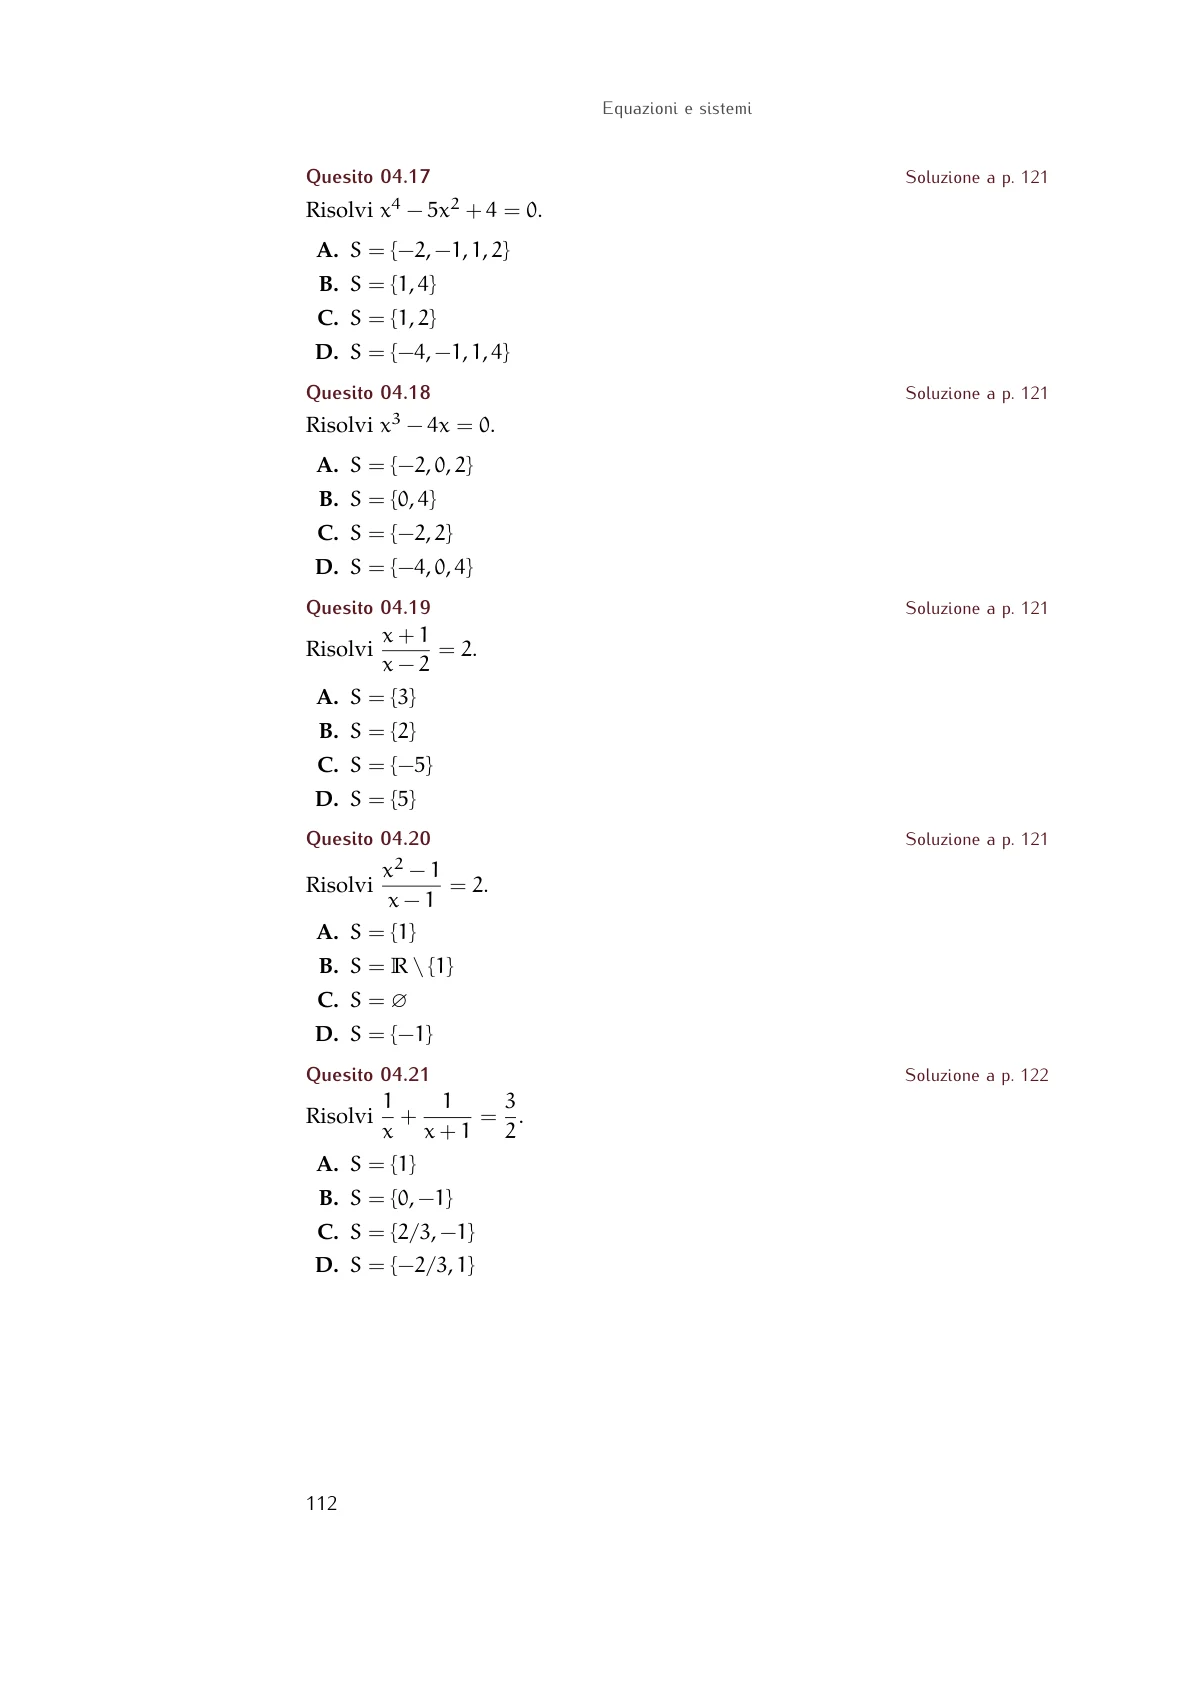 Equazioni e sistemi
Quesito 04.17 Soluzione a p. 121
Risolvi x⁴ − 5x² + 4 = 0.
A. S = {−2, −1, 1, 2}
B. S = {1, 4}
C. S = {1, 2}
D. S = {−4, −1, 1, 4}
Quesito 04.18 Soluzione a p. 121
Risolvi x³ − 4x = 0.
A. S = {−2, 0, 2}
B. S = {0, 4}
C. S = {−2, 2}
D. S = {−4, 0, 4}
Quesito 04.19 Soluzione a p. 121
Risolvi (x + 1)/(x − 2) = 2.
A. S = {3}
B. S = {2}
C. S = {−5}
D. S = {5}
Quesito 04.20 Soluzione a p. 121
Risolvi (x² − 1)/(x − 1) = 2.
A. S = {1}
B. S = ℝ \ {1}
C. S = ∅
D. S = {−1}
Quesito 04.21 Soluzione a p. 122
Risolvi 1/x + 1/(x + 1) = 3/2.
A. S = {1}
B. S = {0, −1}
C. S = {2/3, −1}
D. S = {−2/3, 1}
112